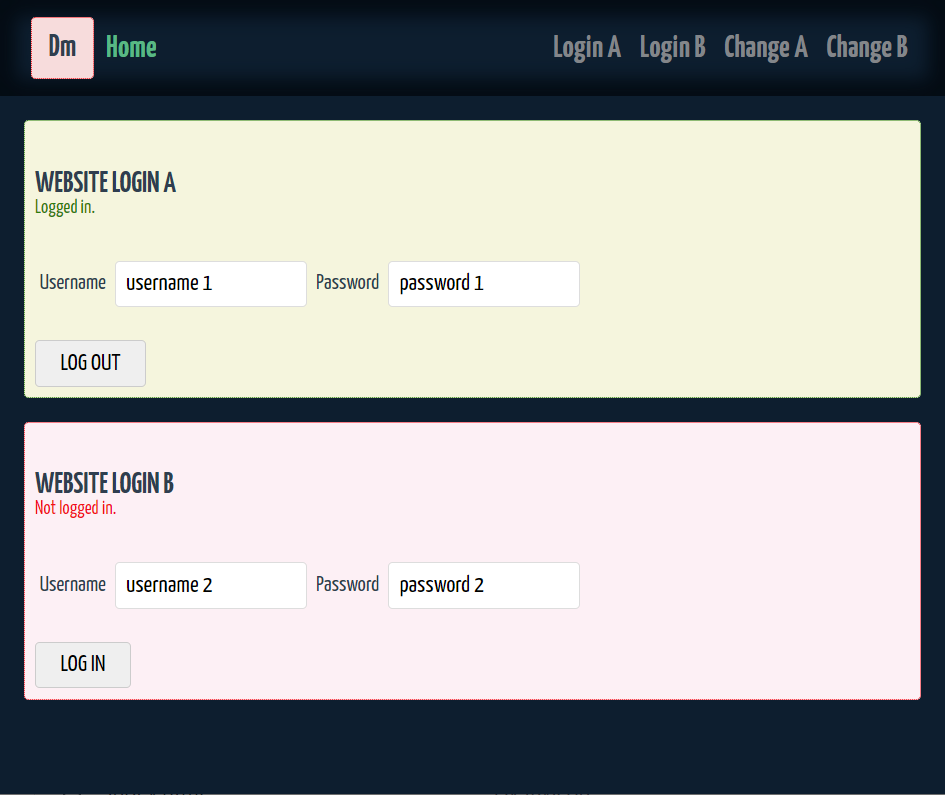 Dm Home Login A Login B Change A Change B
WEBSITE LOGIN A
Logged in.
Username username 1 Password password 1
LOG OUT
WEBSITE LOGIN B
Not logged in.
Username username 2 Password password 2
LOG IN